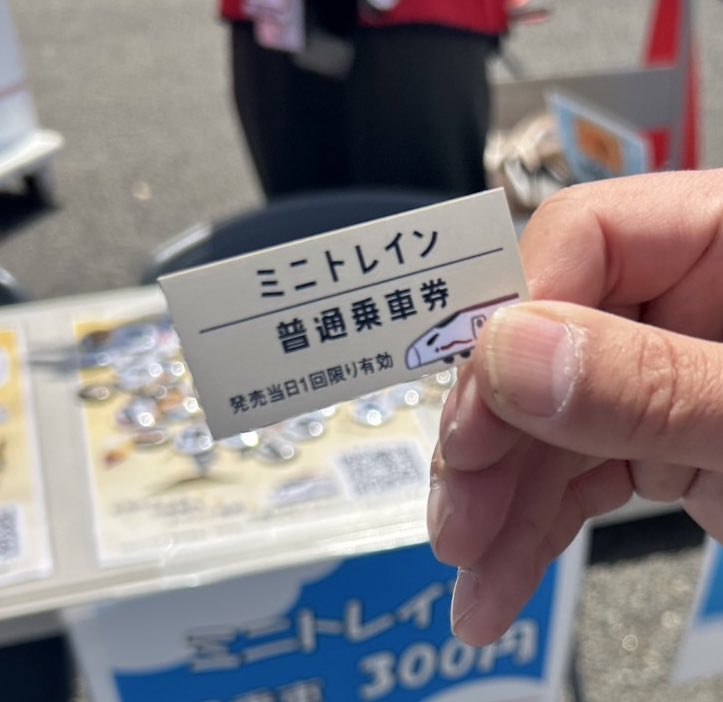 ミニトレイン
普通乗車券
発売当日1回限り有効
ミニトレイン
300円